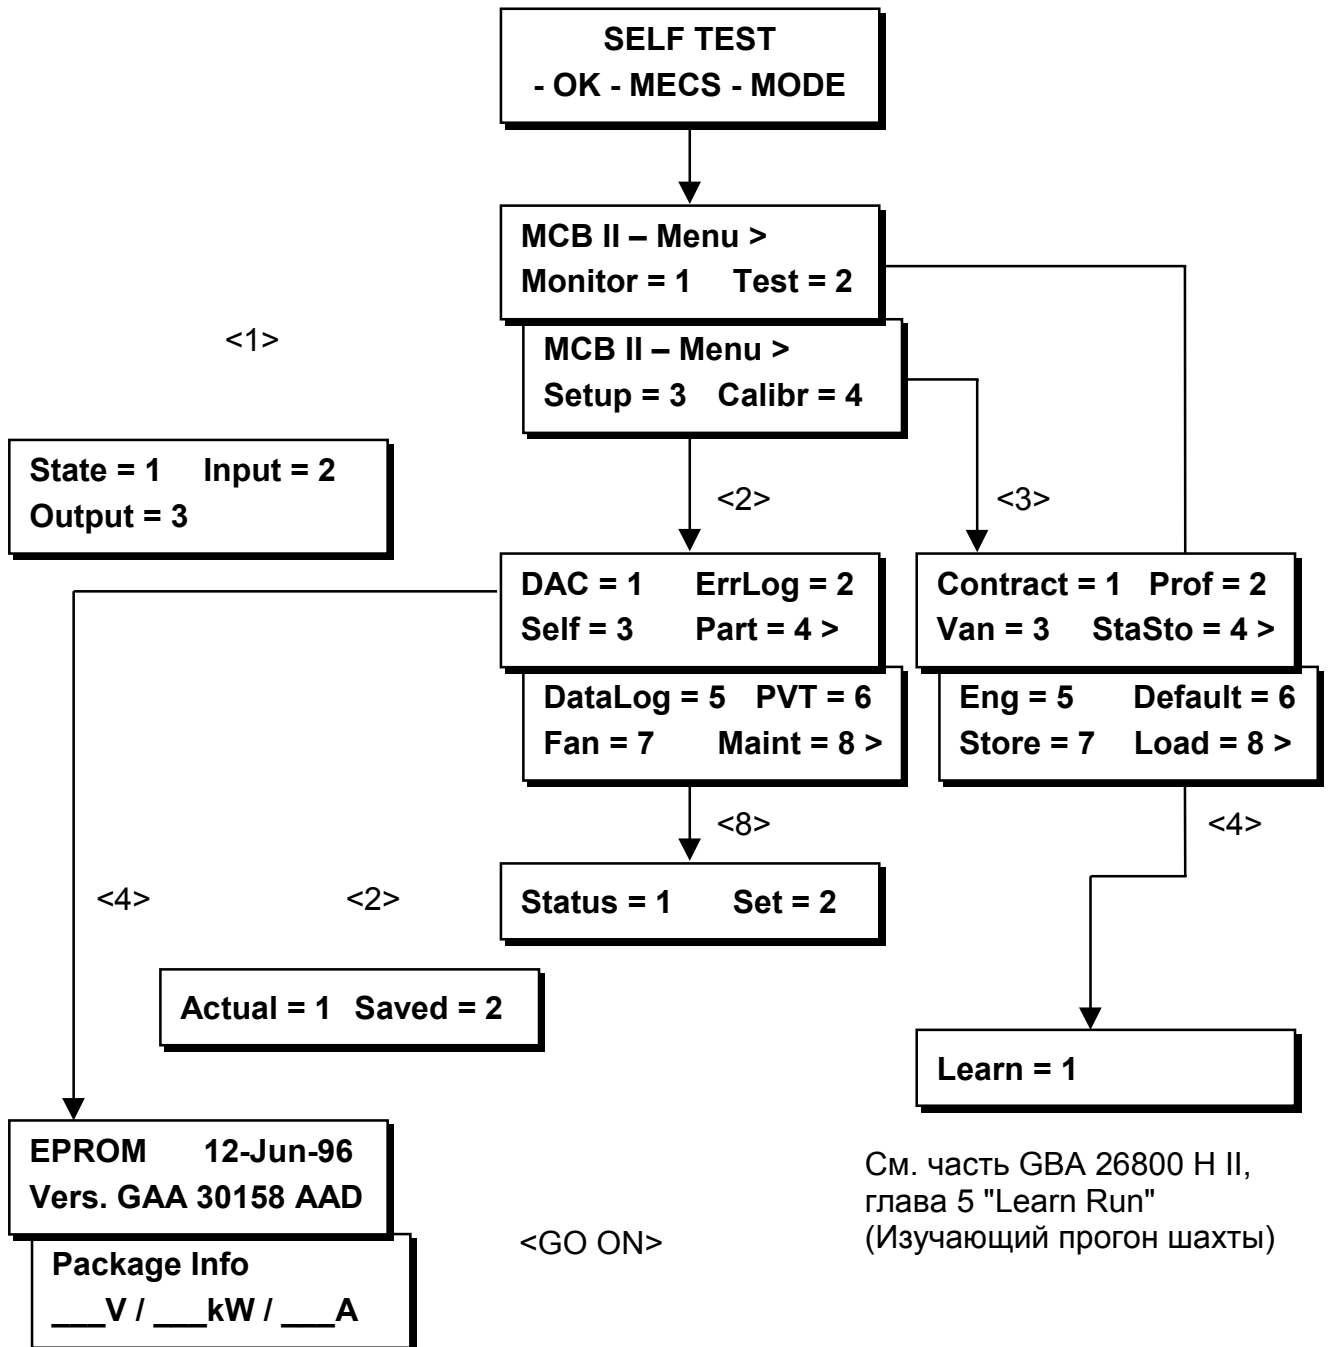 SELF TEST
- OK - MECS - MODE
MCB II – Menu >
Monitor = 1 Test = 2
<1>
MCB II – Menu >
Setup = 3 Calibr = 4
State = 1 Input = 2
Output = 3
<2>
<3>
DAC = 1 ErrLog = 2
Self = 3 Part = 4 >
Contract = 1 Prof = 2
Van = 3 StaSto = 4 >
DataLog = 5 PVT = 6
Fan = 7 Maint = 8 >
Eng = 5 Default = 6
Store = 7 Load = 8 >
<8>
<4>
<4>
<2>
Status = 1 Set = 2
Actual = 1 Saved = 2
Learn = 1
EPROM 12-Jun-96
Vers. GAA 30158 AAD
Package Info
___V / ___kW / ___A
<GO ON>
См. часть GBA 26800 H II,
глава 5 "Learn Run"
(Изучающий прогон шахты)